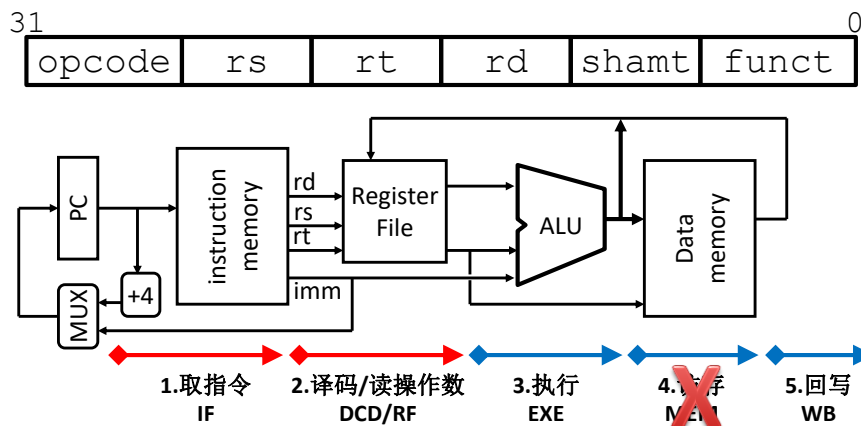 31 0
opcode rs rt rd shamt funct
PC
instruction memory
rd
rs
rt
imm
Register
File
ALU
Data
memory
+4
MUX
1.取指令
IF
2.译码/读操作数
DCD/RF
3.执行
EXE
4.
5.回写
WB